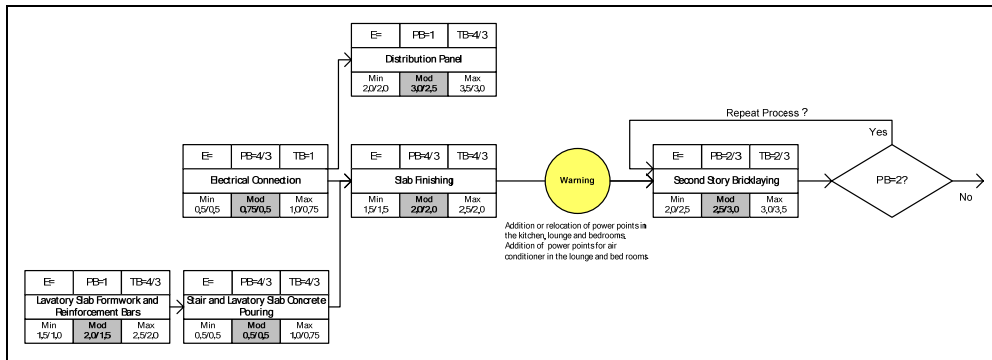 E= PB=1 TB=4/3
Distribution Panel
Min Mod Max
2,0/2,0 3,0/2,5 3,5/3,0
Repeat Process ?
Yes
E= PB=4/3 TB=1
Electrical Connection
Min Mod Max
0,5/0,5 0,75/0,5 1,0/0,75
E= PB=4/3 TB=4/3
Slab Finishing
Min Mod Max
1,5/1,5 2,0/2,0 2,5/2,0
Warning
E= PB=2/3 TB=2/3
Second Story Bricklaying
Min Mod Max
2,0/2,5 2,5/3,0 3,0/3,5
PB=2?
No
Addition or relocation of power points in
the kitchen, lounge and bedrooms.
Addition of power points for air
conditioner in the lounge and bed rooms
E= PB=1 TB=4/3
Lavatory Slab Formwork and
Reinforcement Bars
Min Mod Max
1,5/1,0 2,0/1,5 2,5/2,0
E= PB=4/3 TB=4/3
Stair and Lavatory Slab Concrete
Pouring
Min Mod Max
0,5/0,5 0,5/0,5 1,0/0,75